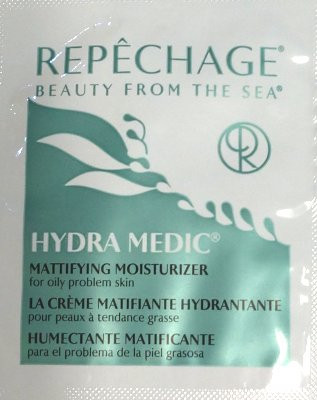 REPÊCHAGE®
BEAUTY FROM THE SEA®
HYDRA MEDIC®
MATTIFYING MOISTURIZER
for oily problem skin
LA CRÈME MATIFIANTE HYDRANTANTE
pour peaux à tendance grasse
HUMECTANTE MATIFICANTE
para el problema de la piel grasosa